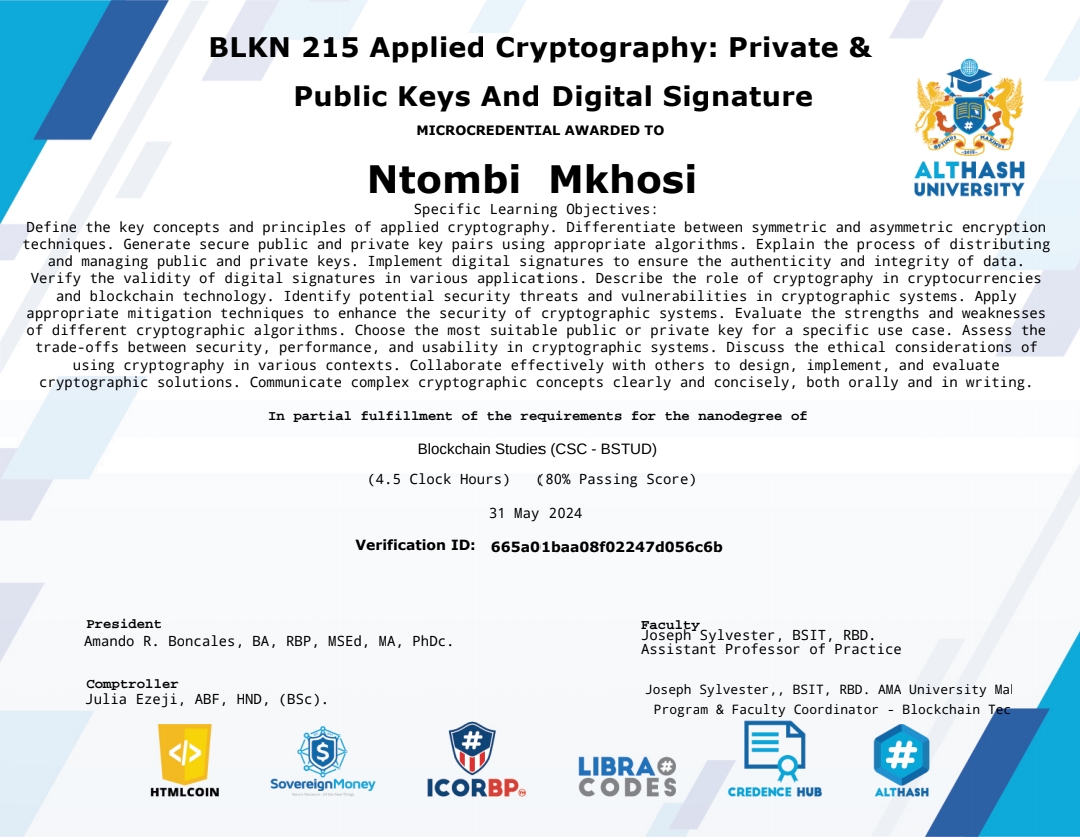 BLKN 215 Applied Cryptography: Private &
Public Keys And Digital Signature
MICROCREDENTIAL AWARDED TO
Ntombi Mkhosi
OPTIMUS MAXIMUS
ALTHASH
UNIVERSITY
Specific Learning Objectives:
Define the key concepts and principles of applied cryptography. Differentiate between symmetric and asymmetric encryption
techniques. Generate secure public and private key pairs using appropriate algorithms. Explain the process of distributing
and managing public and private keys. Implement digital signatures to ensure the authenticity and integrity of data.
Verify the validity of digital signatures in various applications. Describe the role of cryptography in cryptocurrencies
and blockchain technology. Identify potential security threats and vulnerabilities in cryptographic systems. Apply
appropriate mitigation techniques to enhance the security of cryptographic systems. Evaluate the strengths and weaknesses
of different cryptographic algorithms. Choose the most suitable public or private key for a specific use case. Assess the
trade-offs between security, performance, and usability in cryptographic systems. Discuss the ethical considerations of
using cryptography in various contexts. Collaborate effectively with others to design, implement, and evaluate
cryptographic solutions. Communicate complex cryptographic concepts clearly and concisely, both orally and in writing.
In partial fulfillment of the requirements for the nanodegree of
Blockchain Studies (CSC - BSTUD)
(4.5 Clock Hours) (80% Passing Score)
31 May 2024
Verification ID: 665a01baa08f02247d056c6b
President
Amando R. Boncales, BA, RBP, MSEd, MA, PhDc.
Comptroller
Julia Ezeji, ABF, HND, (BSc).
Faculty
Joseph Sylvester, BSIT, RBD.
Assistant Professor of Practice
Joseph Sylvester,, BSIT, RBD. AMA University Mal
Program & Faculty Coordinator - Blockchain Tec
HTMLCOIN
SovereignMoney
ICORBP
LIBRA#
CODES
CREDENCE HUB
ALTHASH